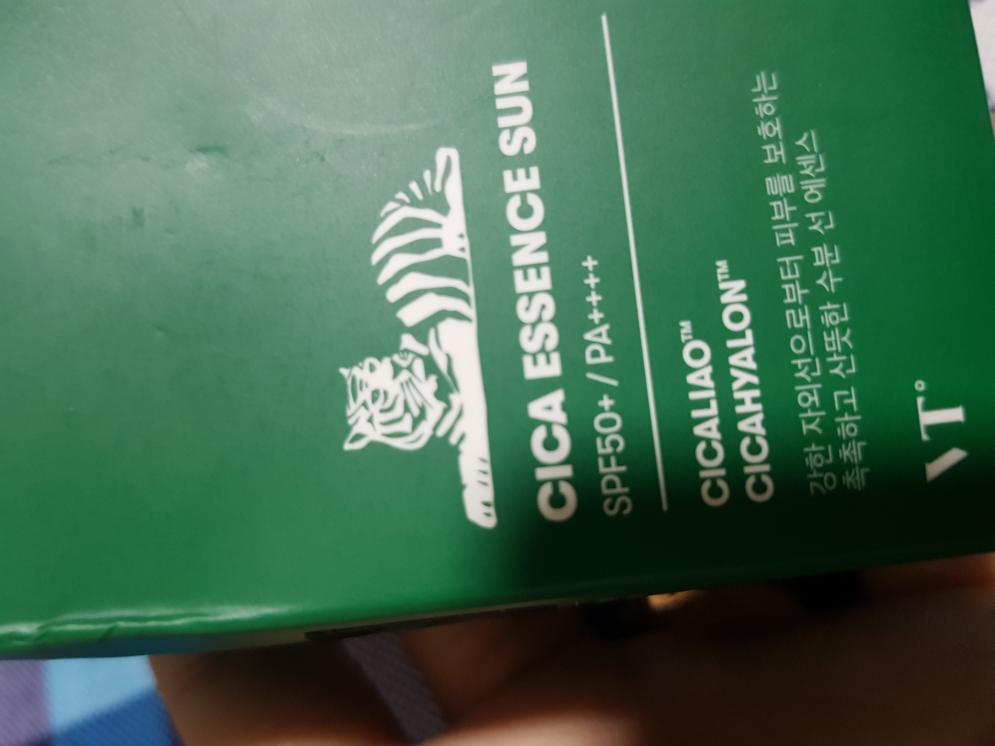 CICA ESSENCE SUN
SPF50+ / PA++++
CICALIAO™
CICAHYALON™
강한 자외선으로부터 피부를 보호하는
촉촉하고 산뜻한 수분 선 에센스
VT°